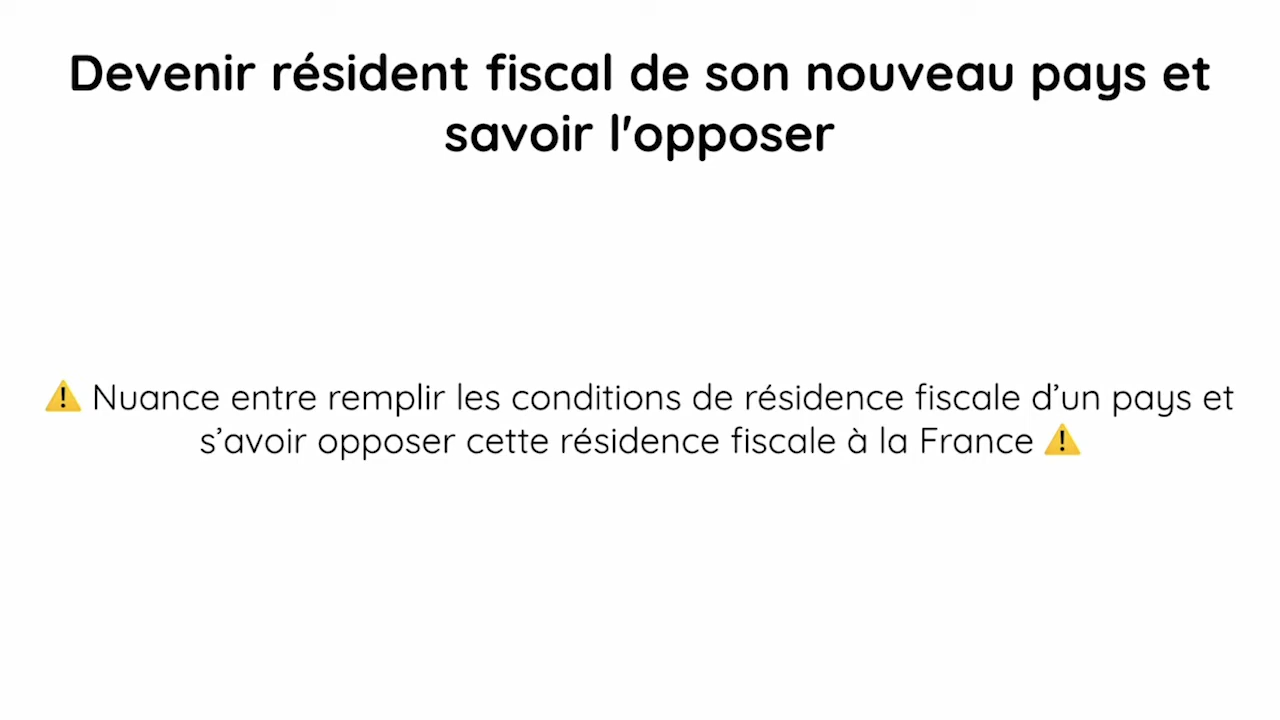 Devenir résident fiscal de son nouveau pays et
savoir l'opposer
⚠️ Nuance entre remplir les conditions de résidence fiscale d’un pays et
s’avoir opposer cette résidence fiscale à la France ⚠️